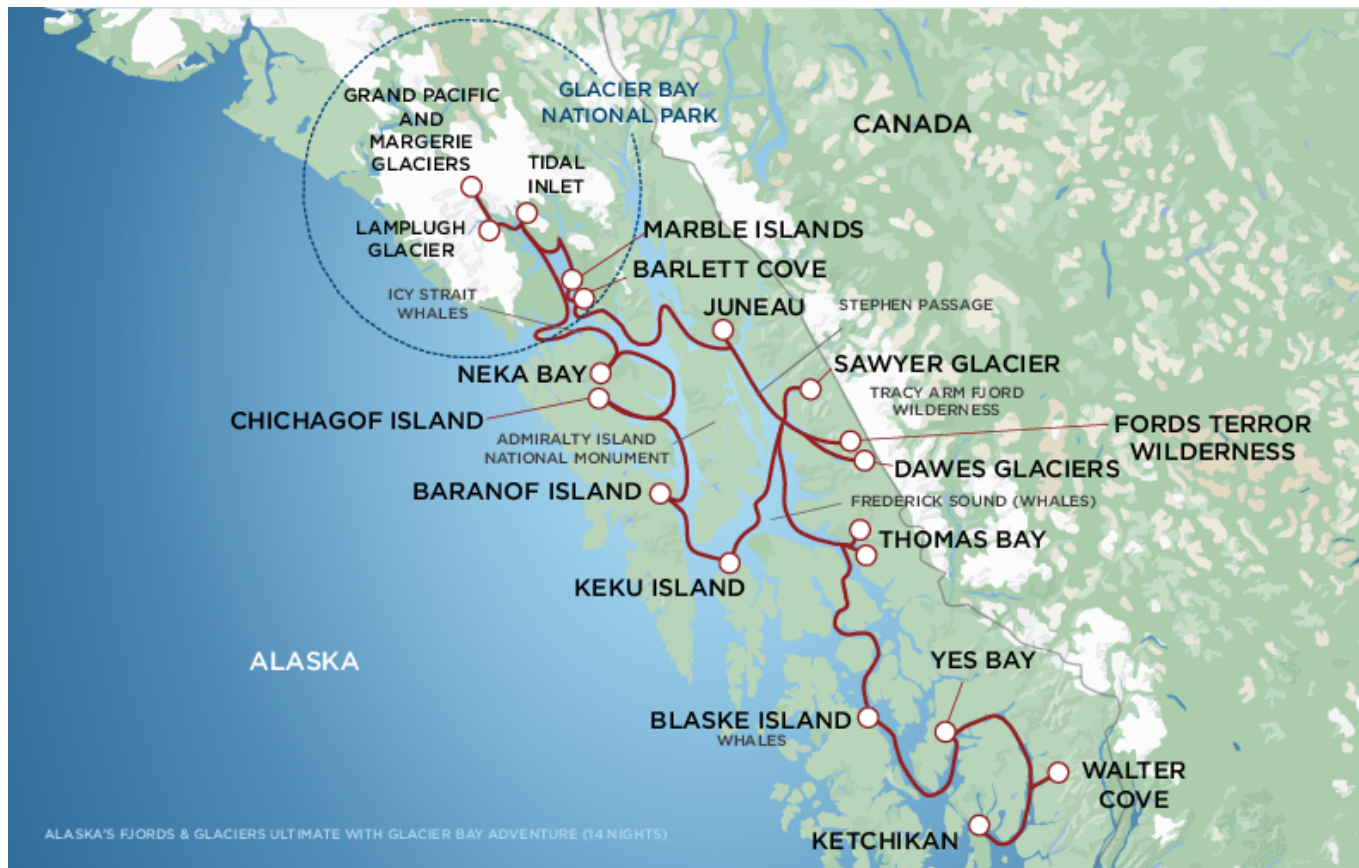 GRAND PACIFIC
AND
MARGERIE
GLACIERS
GLACIER BAY
NATIONAL PARK
CANADA
TIDAL
INLET
LAMPLUGH
GLACIER
MARBLE ISLANDS
BARLETT COVE
ICY STRAIT
WHALES
JUNEAU
STEPHEN PASSAGE
NEKA BAY
SAWYER GLACIER
TRACY ARM FJORD
WILDERNESS
CHICHAGOF ISLAND
FORDS TERROR
WILDERNESS
ADMIRALTY ISLAND
NATIONAL MONUMENT
DAWES GLACIERS
BARANOF ISLAND
FREDERICK SOUND (WHALES)
THOMAS BAY
KEKU ISLAND
ALASKA
YES BAY
BLASKE ISLAND
WHALES
WALTER
COVE
KETCHIKAN
ALASKA'S FJORDS & GLACIERS ULTIMATE WITH GLACIER BAY ADVENTURE (14 NIGHTS)